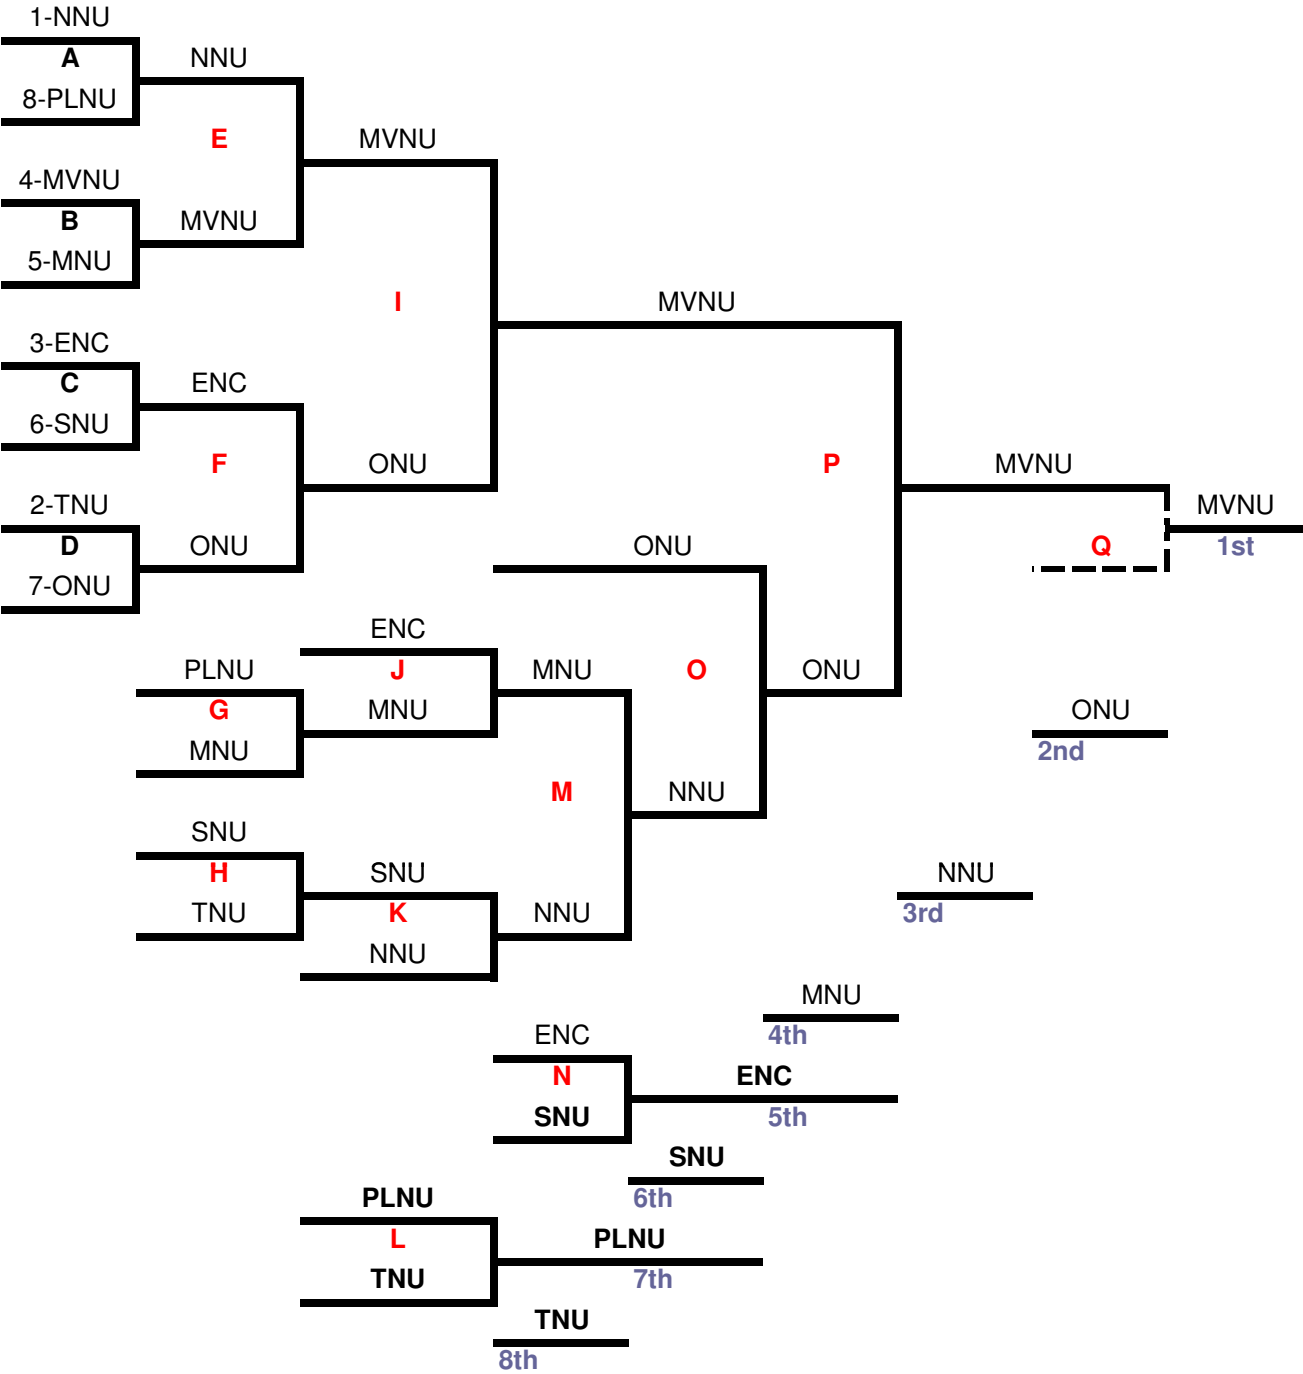 1-NNU
A
NNU
8-PLNU
E
MVNU
4-MVNU
B
MVNU
5-MNU
I
MVNU
3-ENC
C
ENC
6-SNU
F
ONU
P
MVNU
2-TNU
MVNU
D
ONU
ONU
Q
1st
7-ONU
ENC
PLNU
J
MNU
O
ONU
G
MNU
ONU
MNU
2nd
M
NNU
SNU
H
SNU
NNU
TNU
K
NNU
3rd
NNU
MNU
ENC
4th
N
ENC
SNU
5th
SNU
PLNU
6th
L
PLNU
TNU
7th
TNU
8th